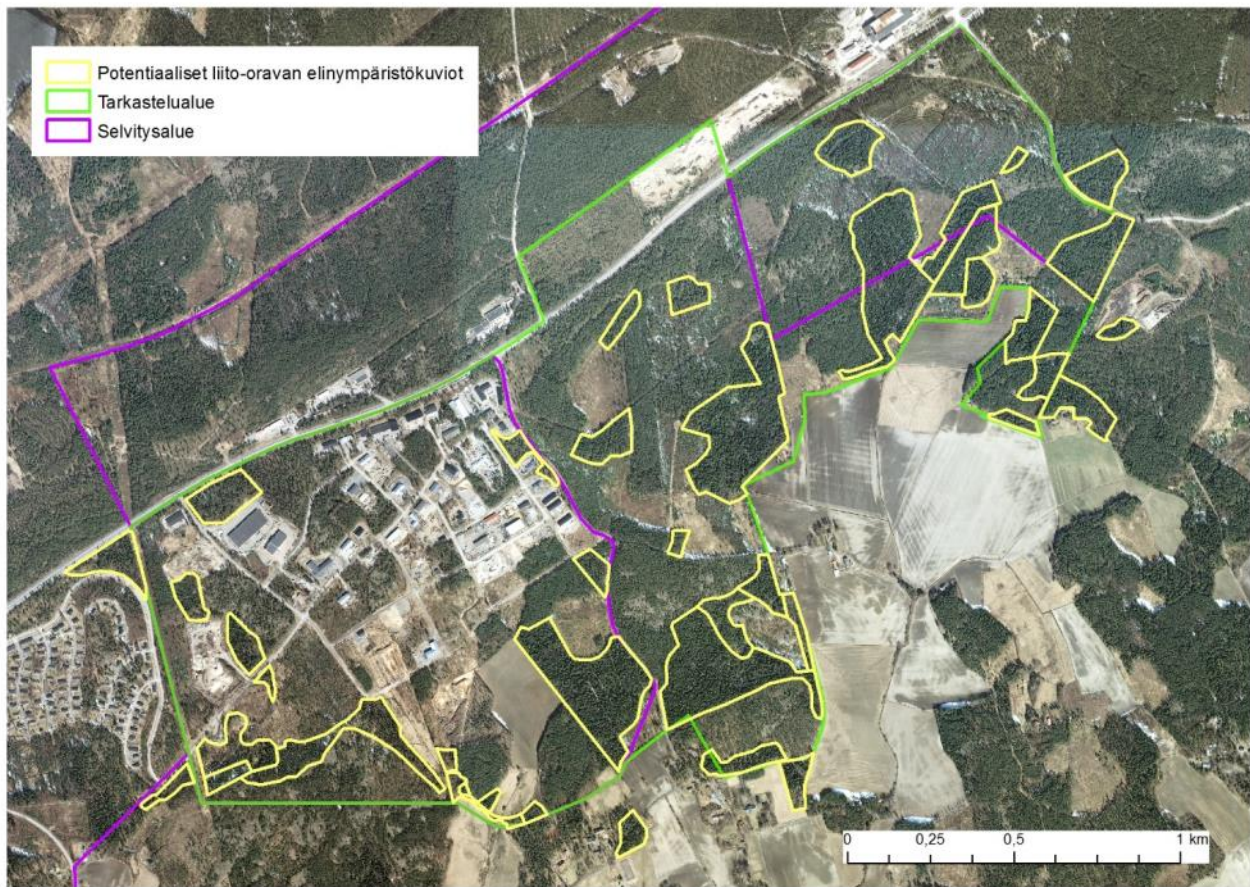 Potentiaaliset liito-oravan elinympäristökuviot
Tarkastelualue
Selvitysalue
0 0,25 0,5 1 km